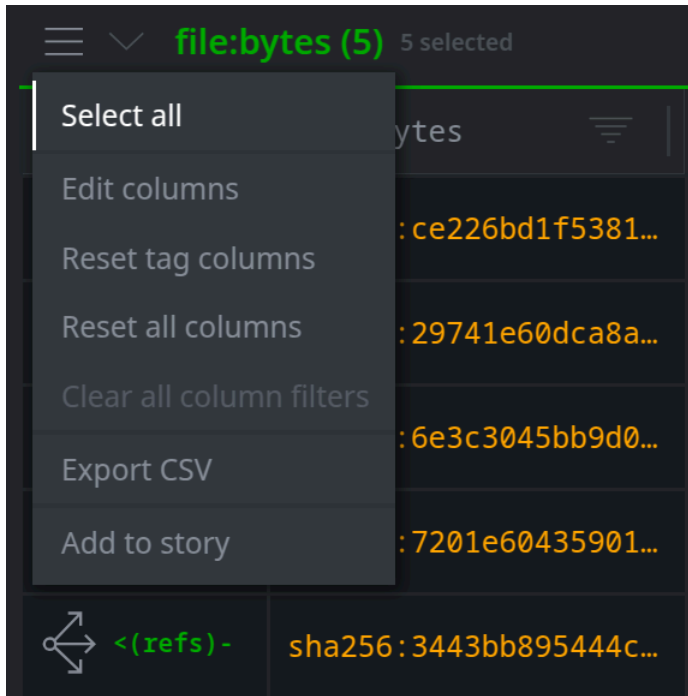 file:bytes (5) 5 selected
Select all
ytes
Edit columns
:ce226bd1f5381…
Reset tag columns
Reset all columns
:29741e60dca8a…
Clear all column filters
:6e3c3045bb9d0…
Export CSV
Add to story
:7201e60435901…
<(refs)- sha256:3443bb895444c…